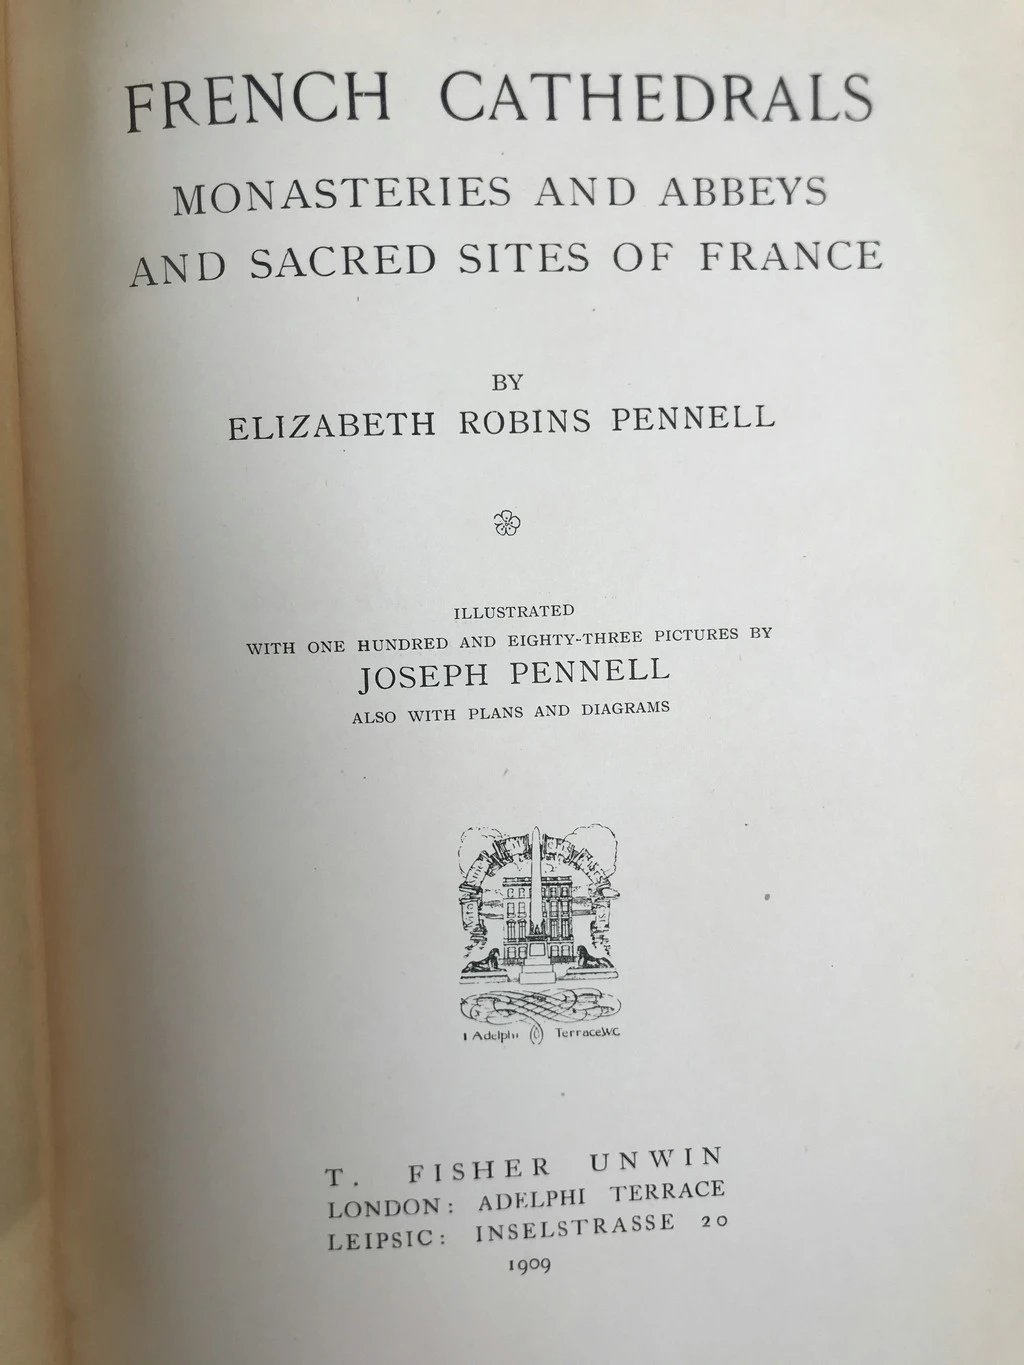 FRENCH CATHEDRALS
MONASTERIES AND ABBEYS
AND SACRED SITES OF FRANCE
BY
ELIZABETH ROBINS PENNELL
ILLUSTRATED
WITH ONE HUNDRED AND EIGHTY-THREE PICTURES BY
JOSEPH PENNELL
ALSO WITH PLANS AND DIAGRAMS
1 Adelphi Terrace W.C.
T. FISHER UNWIN
LONDON: ADELPHI TERRACE
LEIPSIC: INSELSTRASSE 20
1909